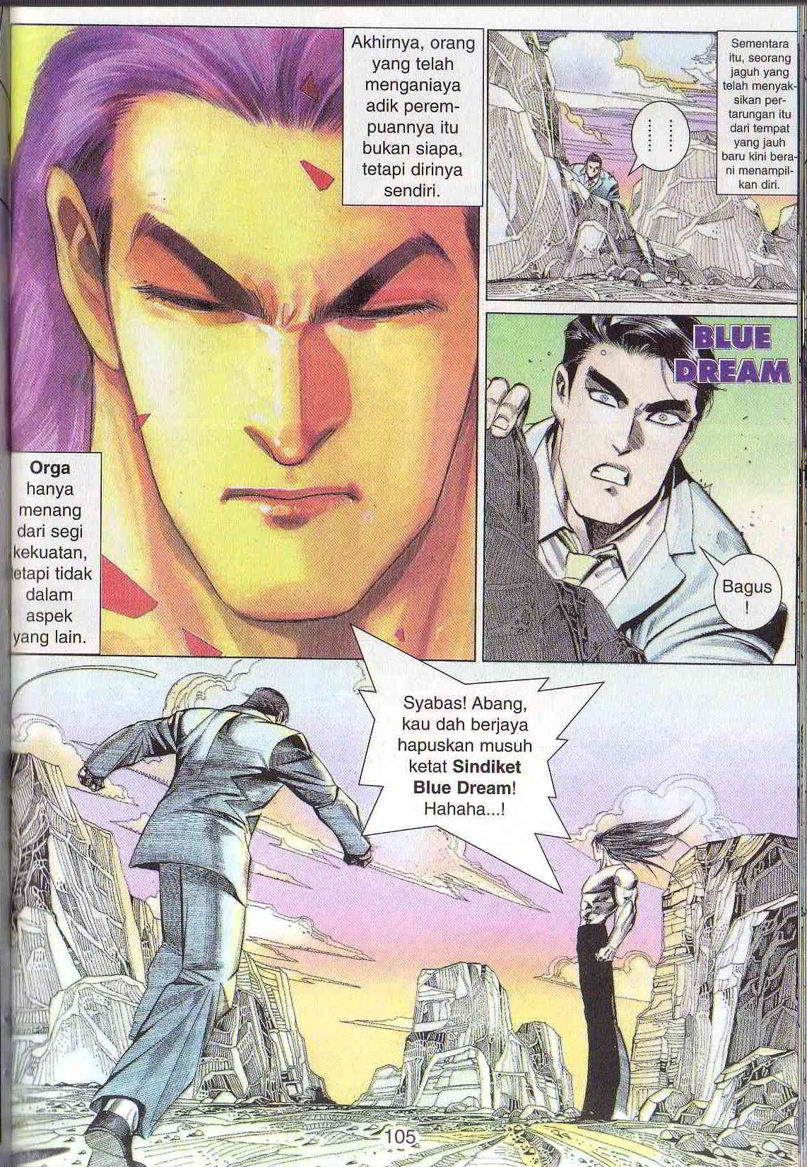 Akhirnya, orang
yang telah
menganiaya
adik perem-
puannya itu
bukan siapa,
tetapi dirinya
sendiri.
Orga
hanya
menang
dari segi
kekuatan,
tetapi tidak
dalam
aspek
yang lain.
Sementara
itu, seorang
jaguh yang
telah menyak-
sikan per-
tarungan itu
dari tempat
yang jauh
baru kini bera-
ni menampil-
kan diri.
......
......
BLUE
DREAM
Bagus
!
Syabas! Abang,
kau dah berjaya
hapuskan musuh
ketat Sindiket
Blue Dream!
Hahaha...!
105